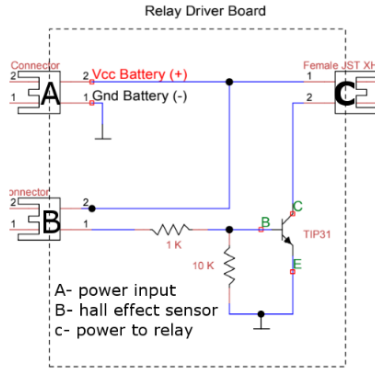 Relay Driver Board
Connector
2 A 2 Vcc Battery (+)
1 1 Gnd Battery (-)
Female JST XH
1 C
2
onnector
2 B 2
1 1
1 K
10 K
B
C
E
TIP31
A- power input
B- hall effect sensor
c- power to relay